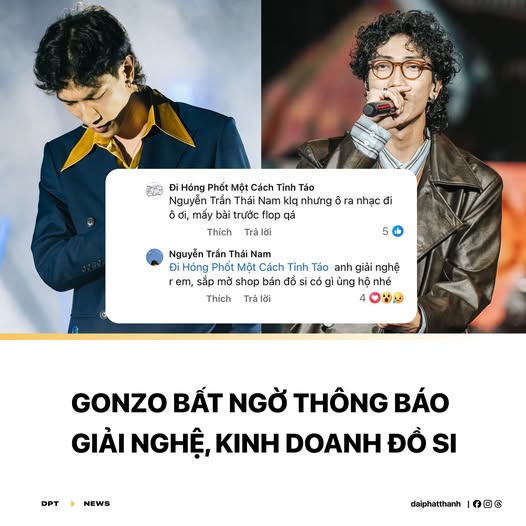 Đi Hóng Phốt Một Cách Tỉnh Táo
Nguyễn Trần Thái Nam klq nhưng ô ra nhạc đi
ô ơi, mấy bài trước flop qá
Thích Trả lời 5
Nguyễn Trần Thái Nam
Đi Hóng Phốt Một Cách Tỉnh Táo anh giải nghệ
r em, sắp mở shop bán đồ si có gì ủng hộ nhé
Thích Trả lời 4
GONZO BẤT NGỜ THÔNG BÁO
GIẢI NGHỆ, KINH DOANH ĐỒ SI
DPT NEWS
daiphatthanh |